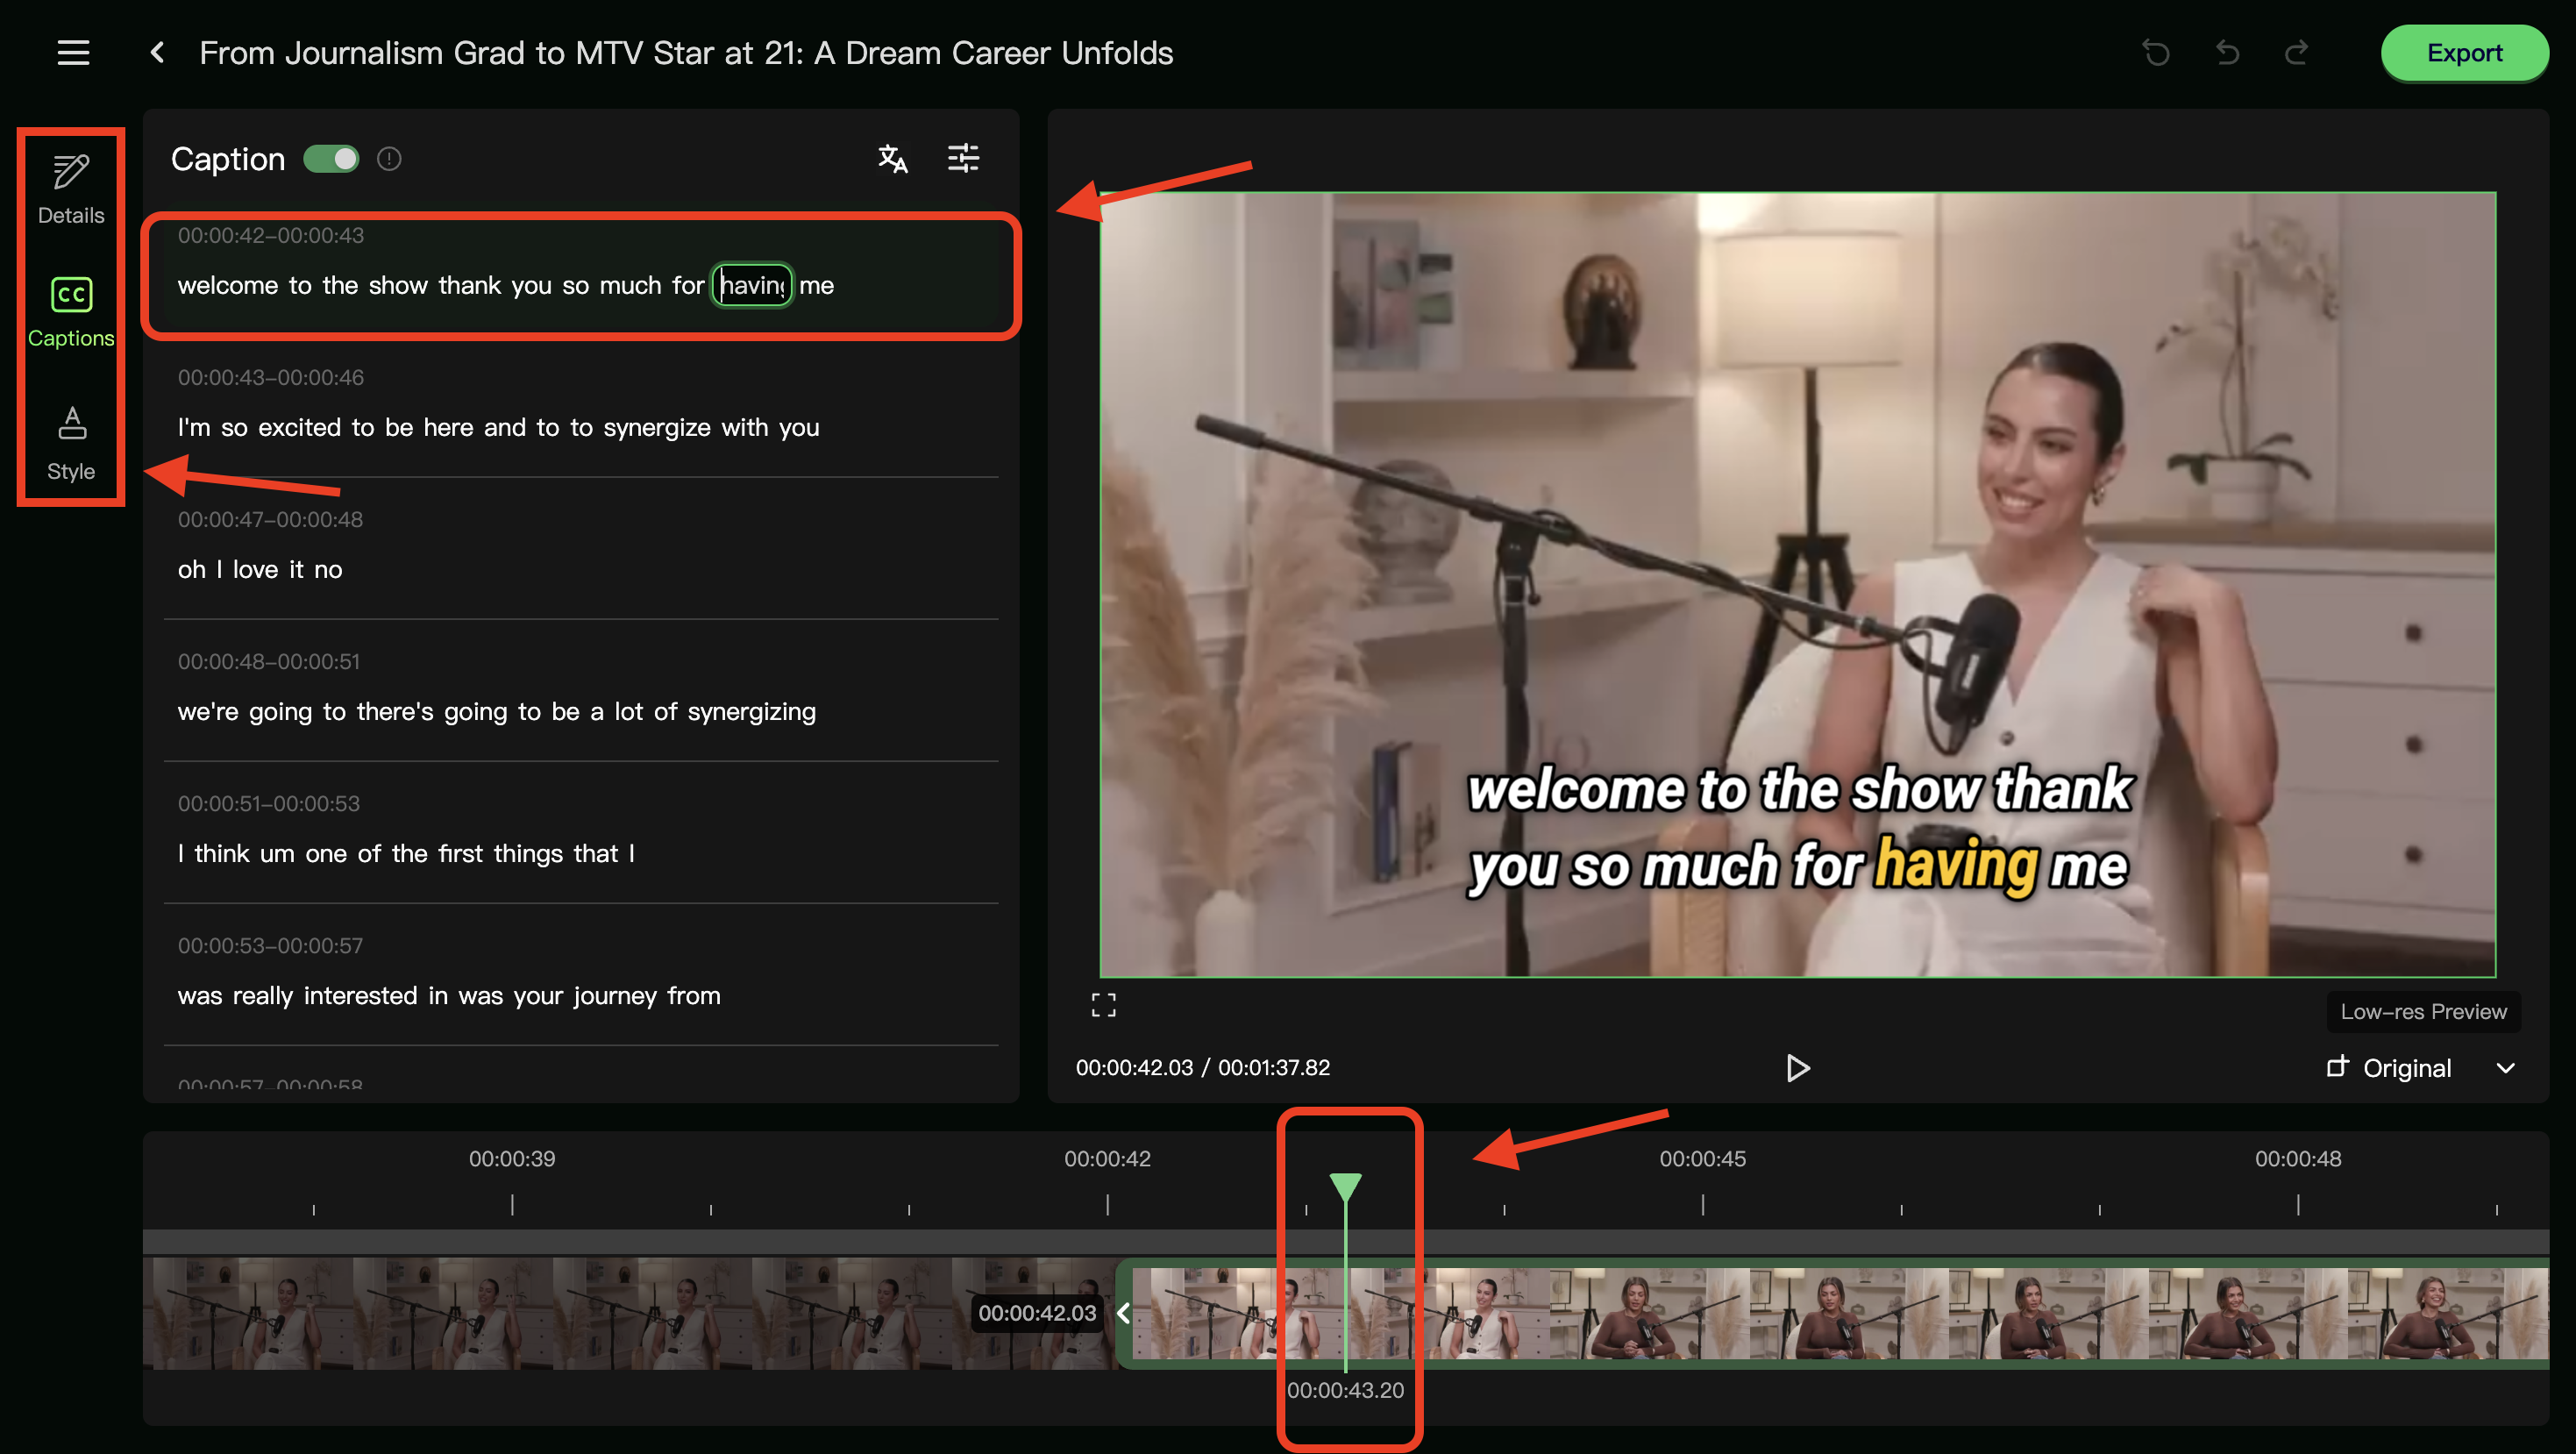 From Journalism Grad to MTV Star at 21: A Dream Career Unfolds
Export
Details
CC
Captions
A
Style
Caption
00:00:42–00:00:43
welcome to the show thank you so much for having me
00:00:43–00:00:46
I'm so excited to be here and to to synergize with you
00:00:47–00:00:48
oh I love it no
00:00:48–00:00:51
we're going to there's going to be a lot of synergizing
00:00:51–00:00:53
I think um one of the first things that I
00:00:53–00:00:57
was really interested in was your journey from
00:00:57–00:00:58
welcome to the show thank
you so much for having me
Low-res Preview
00:00:42.03 / 00:01:37.82
Original
00:00:39
00:00:42
00:00:45
00:00:48
00:00:42.03
00:00:43.20